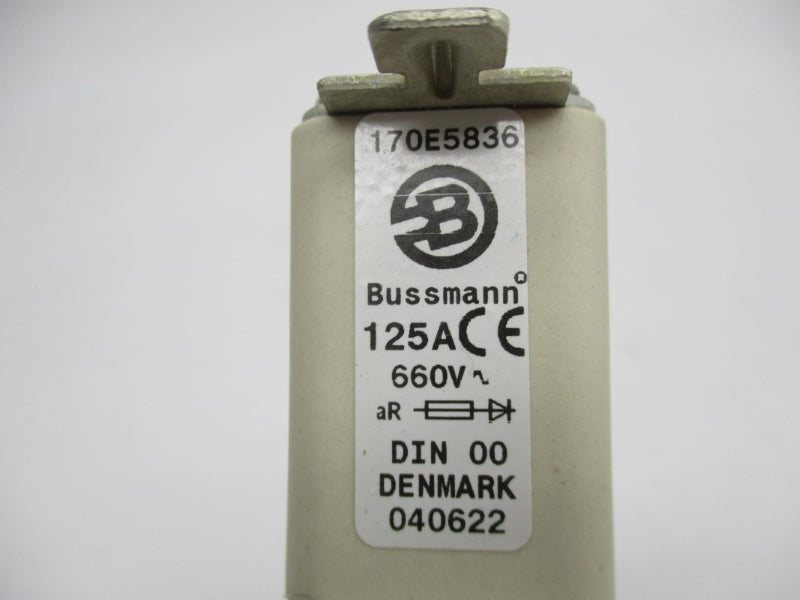 170E5836
B
Bussmann®
125A CE
660V ~
aR
DIN 00
DENMARK
040622